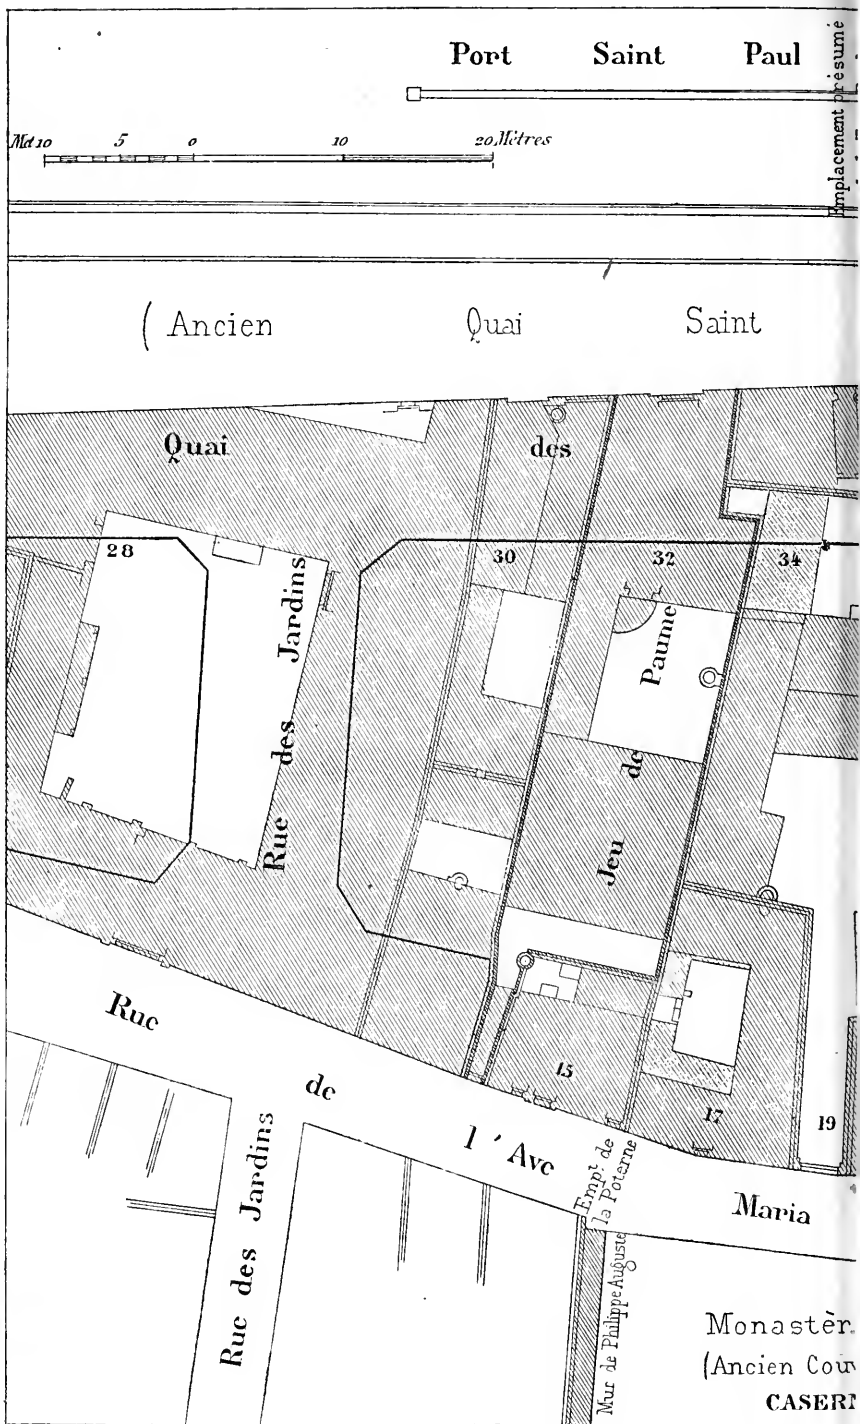 Port Saint Paul
Emplacement présumé
Met 10 5 0 10 20 Mètres
( Ancien Quai Saint
Quai des
28 30 32 34
Rue des Jardins
Jeu de Paume
Rue de l'Ave Maria
15 17 19
Empt. de
la Poterne
Rue des Jardins
Mur de Philippe Auguste
Monastèr
(Ancien Cou
CASER